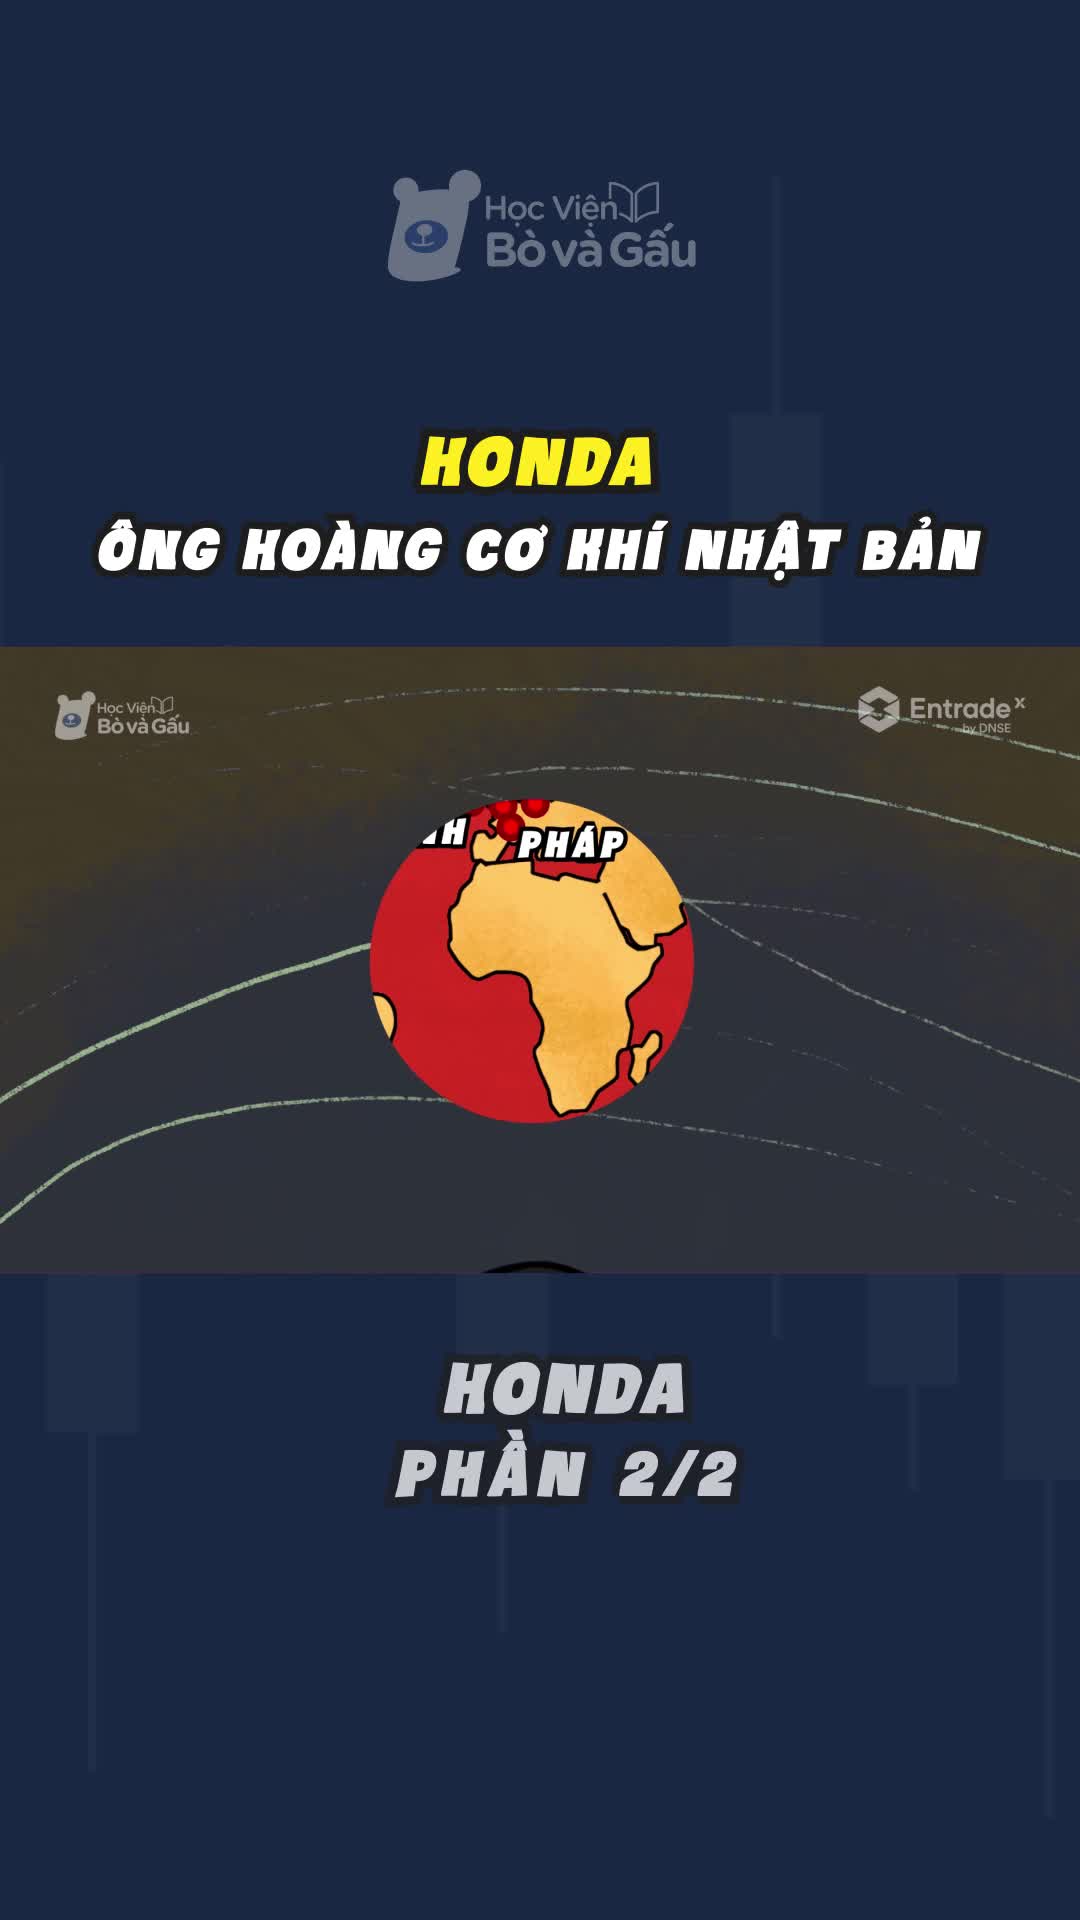 Học Viện
Bò và Gấu
HONDA
ÔNG HOÀNG CƠ KHÍ NHẬT BẢN
Học Viện
Bò và Gấu
Entrade X
by DNSE
PHÁP
HONDA
PHẦN 2/2